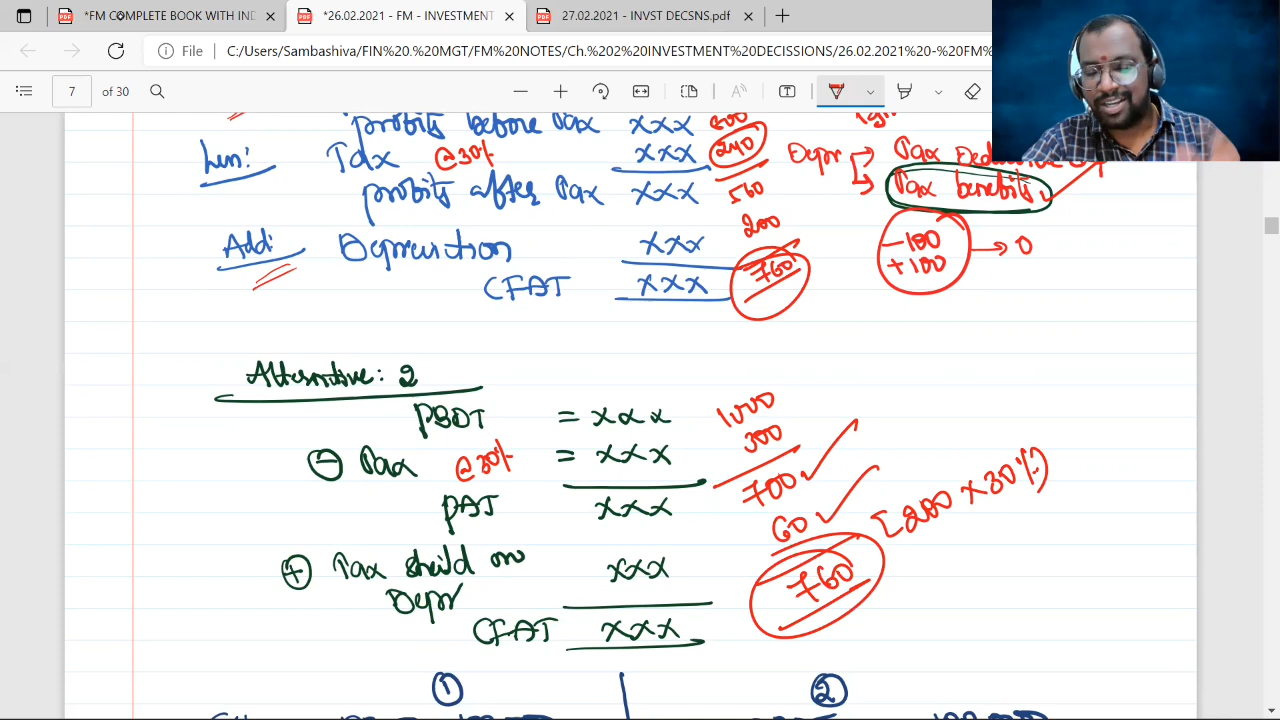 *FM COMPLETE BOOK WITH IND
*26.02.2021 - FM - INVESTMENT
27.02.2021 - INVST DECSNS.pdf
File C:/Users/Sambashiva/FIN%20.%20MGT/FM%20NOTES/Ch.%202%20INVESTMENT%20DECISSIONS/26.02.2021%20-%20FM%
7 of 30
profits before Tax xxx 800
Less: Tax @30% xxx 240 Depr → Tax
profits after Tax xxx 560 → Tax benefits
Add: Depreciation xxx 200 -100 +100 → 0
CFAT xxx 760
Alternative: 2
PBDT = xxx 1000
- Tax @30% = xxx 300
PAT xxx 700
+ Tax sheild on Depr xxx 60 [200 x 30%]
CFAT xxx 760
1 2